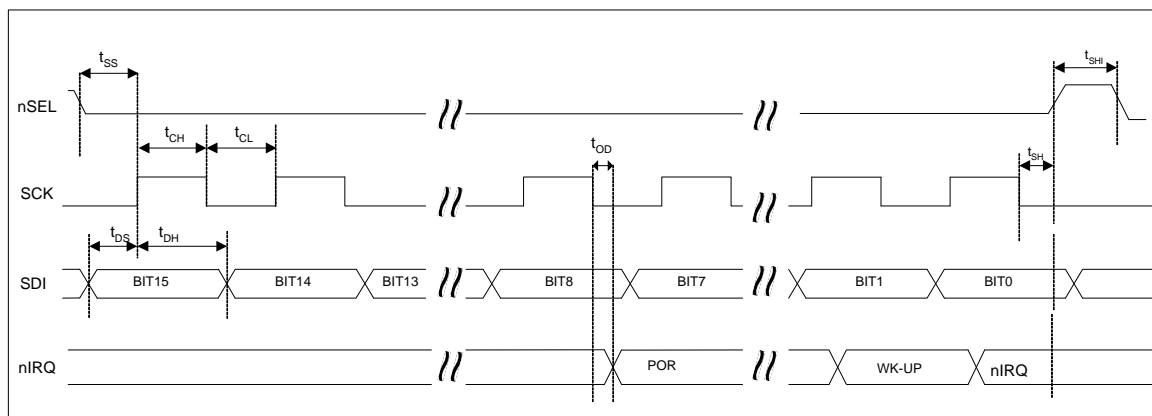 tSS
tSHI
nSEL
tCH
tCL
tOD
tSH
SCK
tDS
tDH
SDI
BIT15
BIT14
BIT13
BIT8
BIT7
BIT1
BIT0
nIRQ
POR
WK-UP
nIRQ